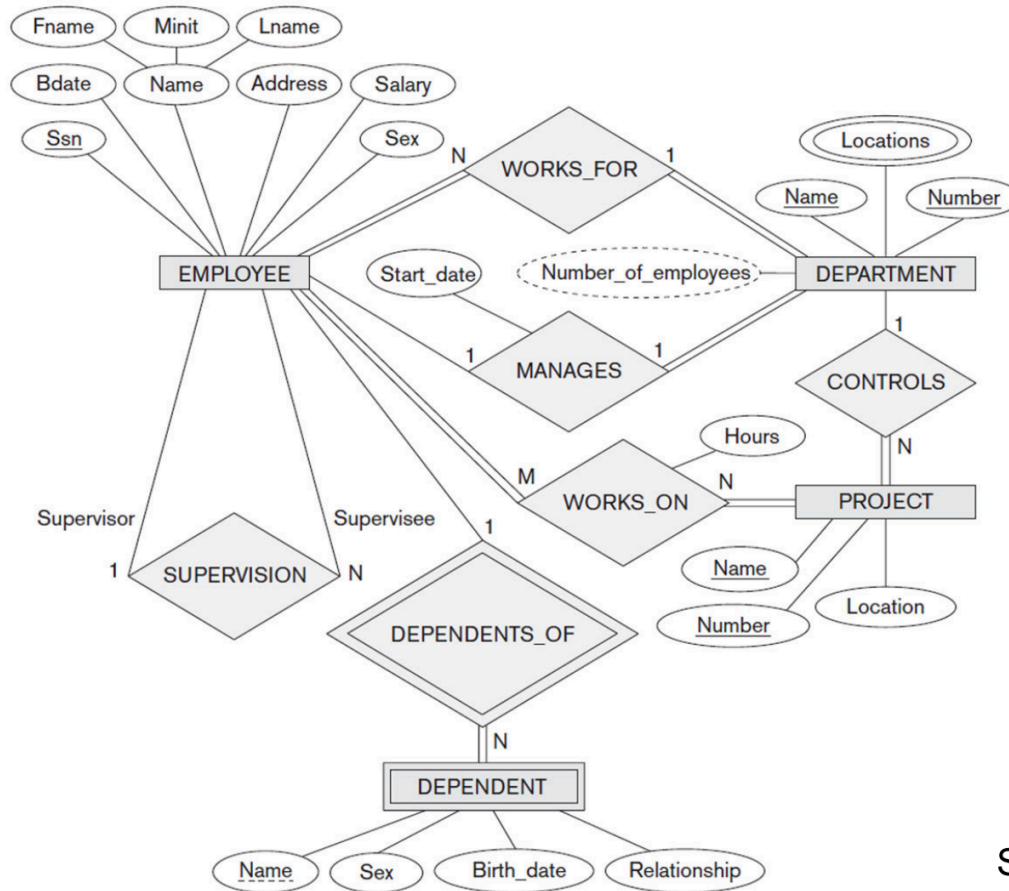 Fname
Minit
Lname
Bdate
Name
Address
Salary
Ssn
Sex
N
WORKS_FOR
1
Locations
Name
Number
EMPLOYEE
Start_date
Number_of_employees
DEPARTMENT
1
MANAGES
1
1
CONTROLS
N
Hours
M
WORKS_ON
N
PROJECT
Supervisor
Supervisee
1
SUPERVISION
N
1
Name
Number
Location
DEPENDENTS_OF
N
DEPENDENT
Name
Sex
Birth_date
Relationship
S